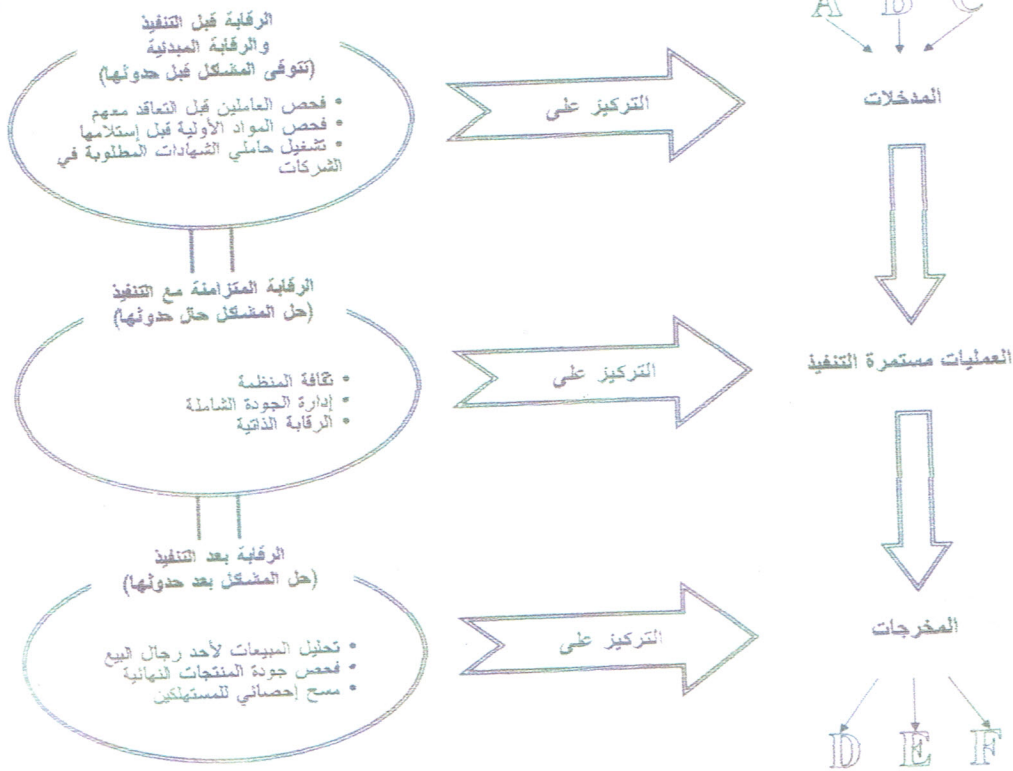 الرقابة قبل التنفيذ
والرقابة المبدئية
(تتوقى المشاكل قبل حدوثها)
• فحص العاملين قبل التعاقد معهم
• فحص المواد الأولية قبل إستلامها
• تشغيل حاملي الشهادات المطلوبة في
الشركات
التركيز على
A B C
المدخلات
الرقابة المتزامنة مع التنفيذ
(حل المشاكل حال حدوثها)
• ثقافة المنظمة
• إدارة الجودة الشاملة
• الرقابة الذاتية
التركيز على
العمليات مستمرة التنفيذ
الرقابة بعد التنفيذ
(حل المشاكل بعد حدوثها)
• تحليل المبيعات لأحد رجال البيع
• فحص جودة المنتجات النهائية
• مسح إحصائي للمستهلكين
التركيز على
المخرجات
D E F